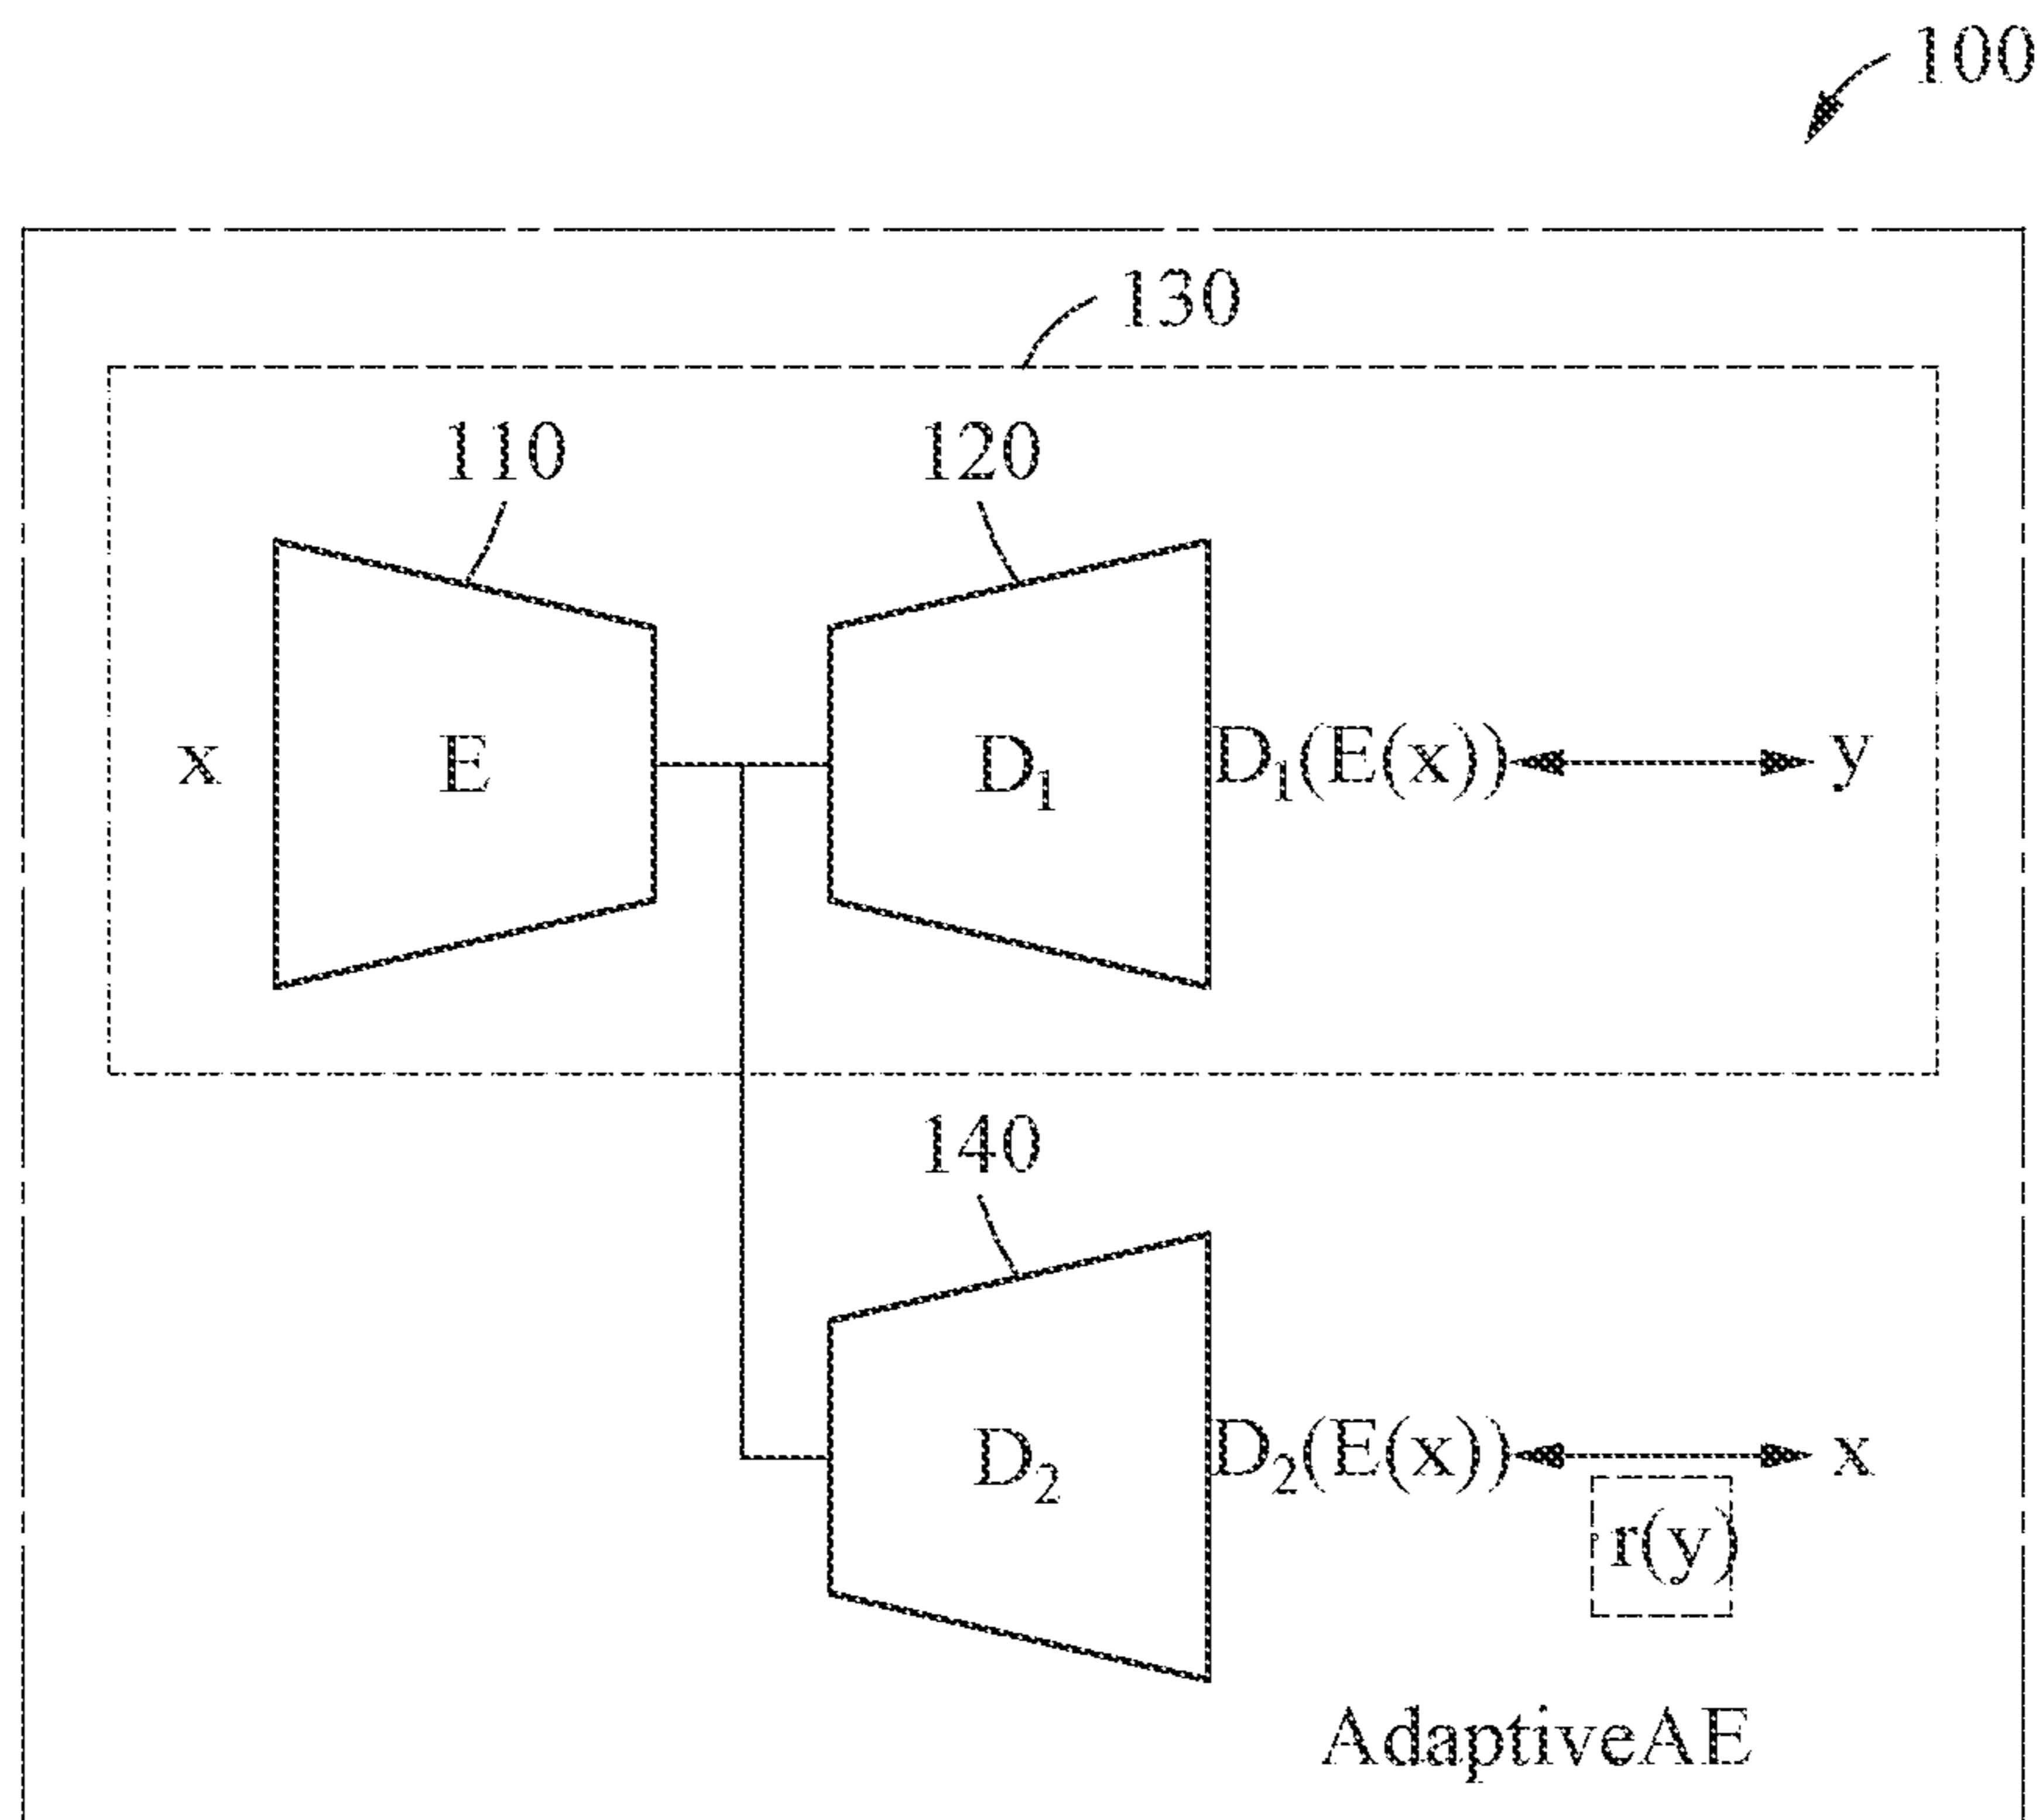 100
130
110 120
x E D₁ D₁(E(x)) y
140
D₂ D₂(E(x)) x
r(y)
AdaptiveAE